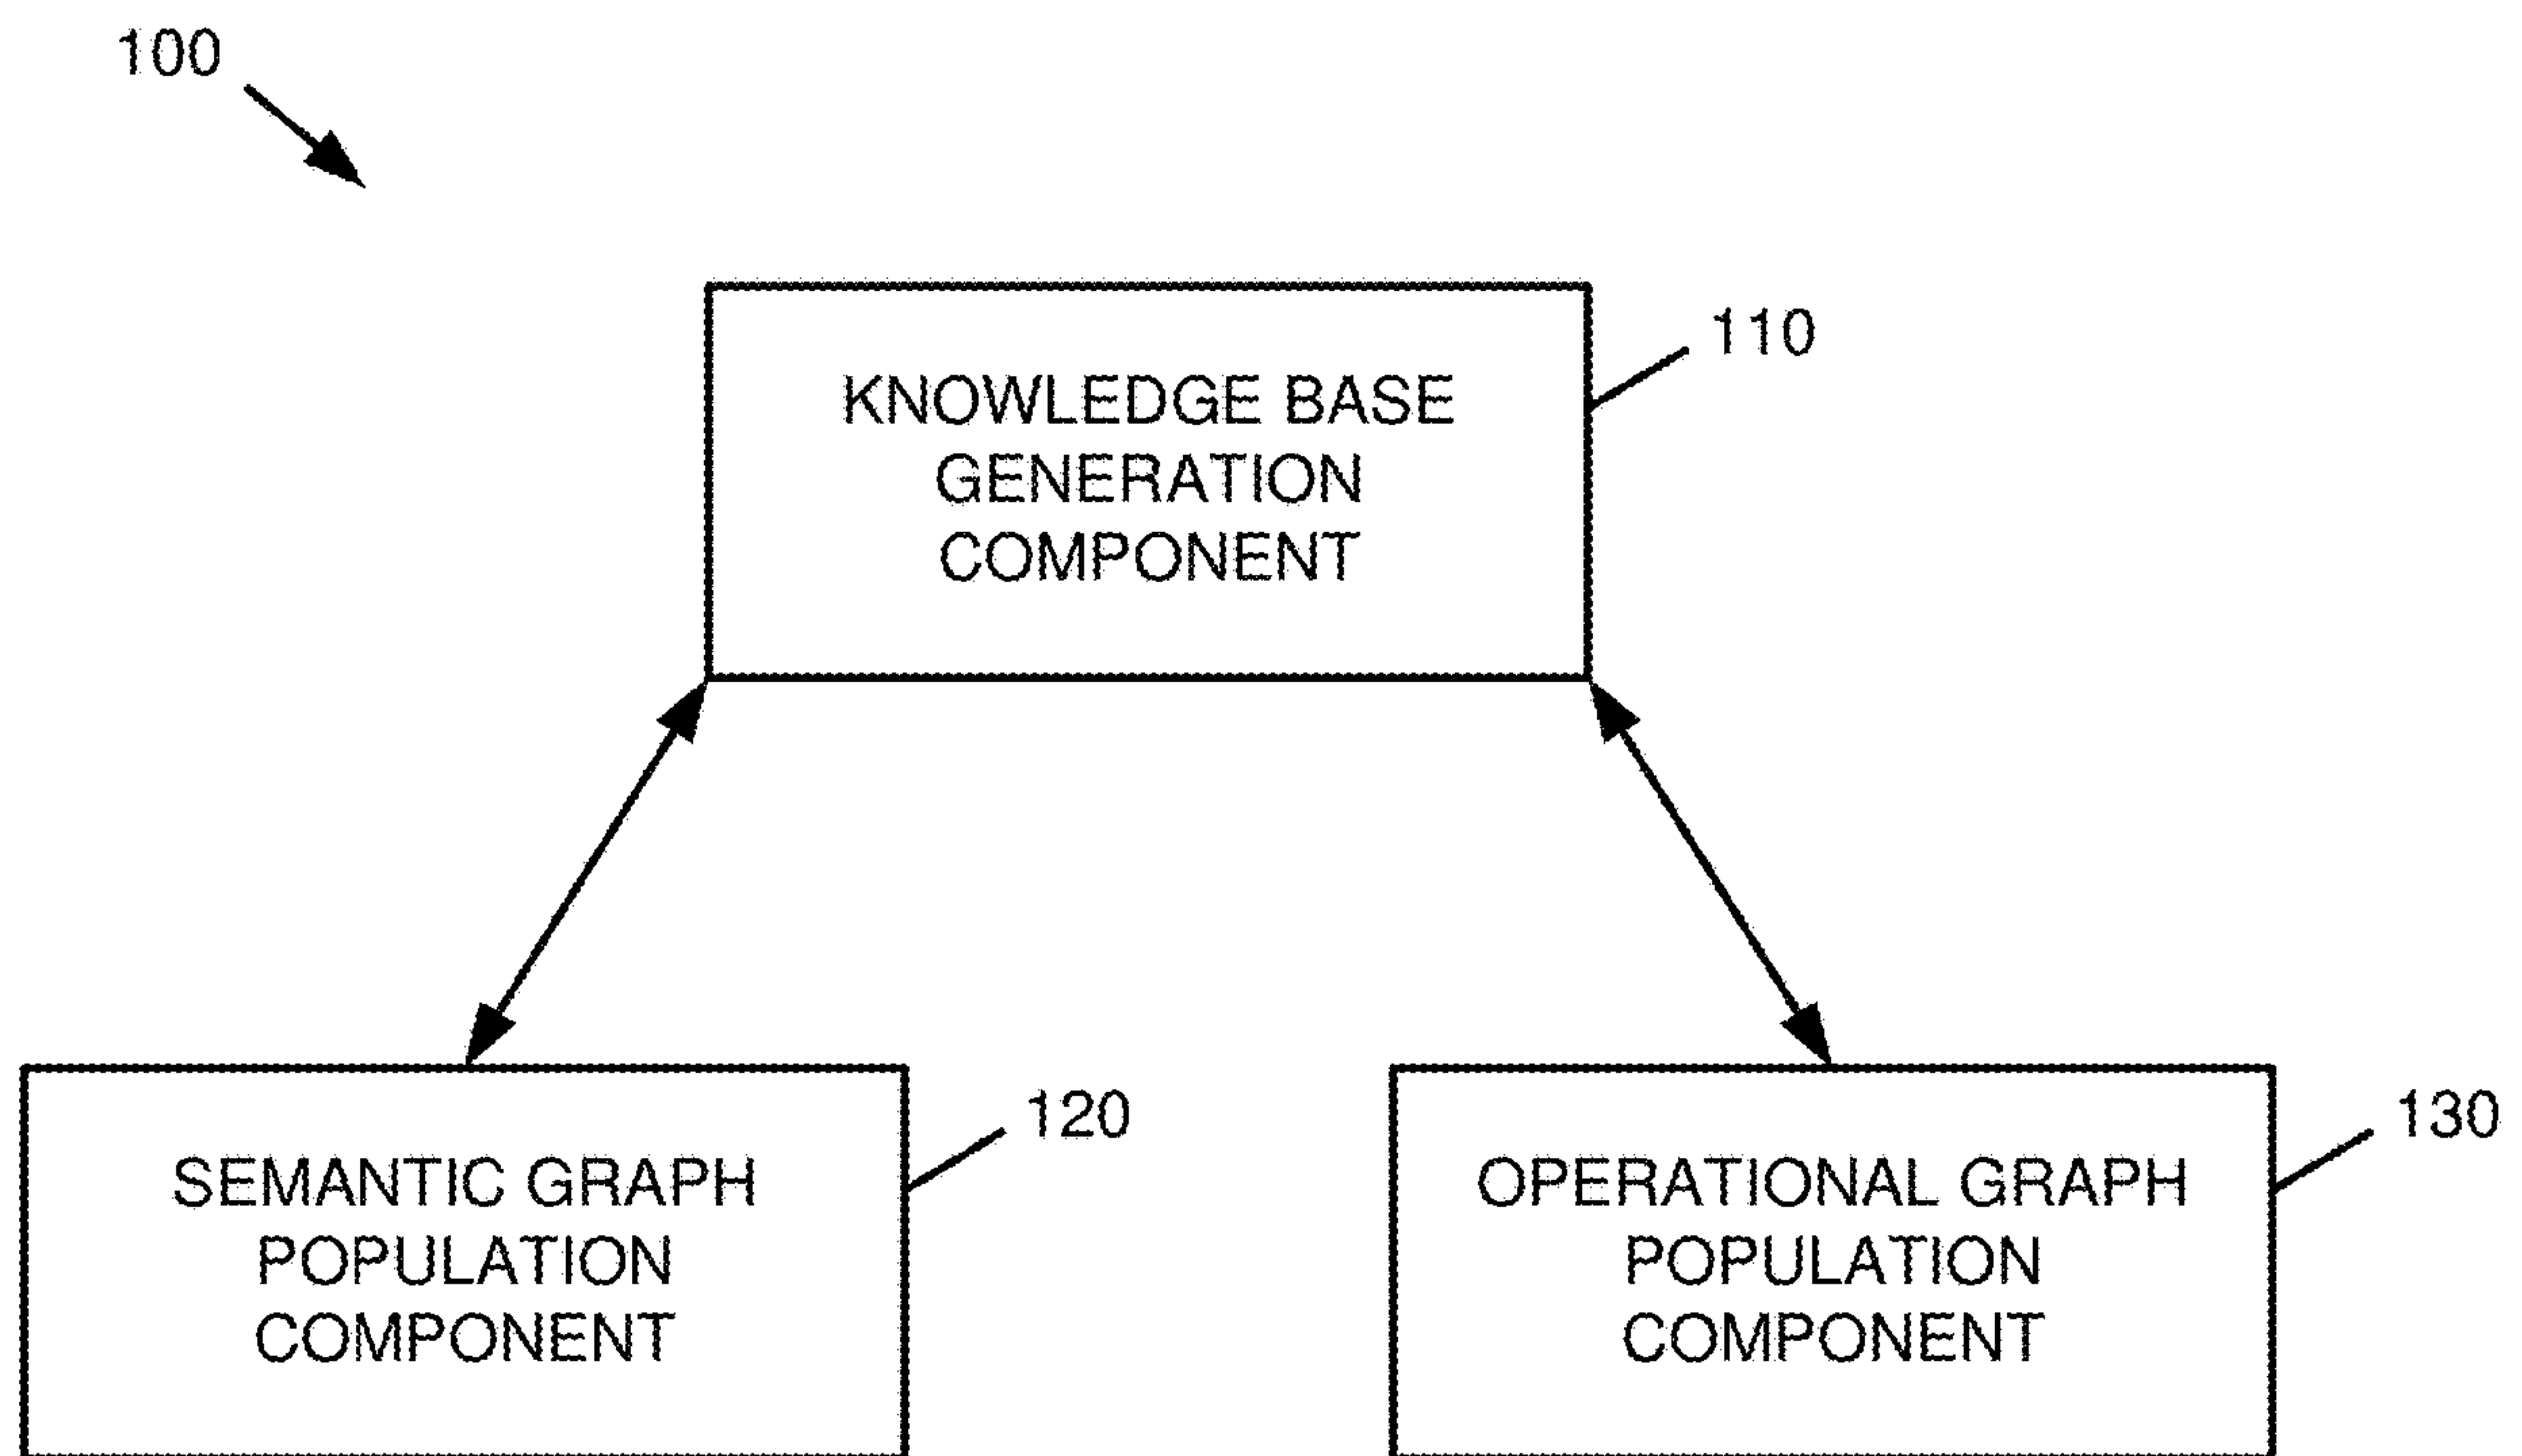 100
110
KNOWLEDGE BASE
GENERATION
COMPONENT
120
130
SEMANTIC GRAPH
POPULATION
COMPONENT
OPERATIONAL GRAPH
POPULATION
COMPONENT